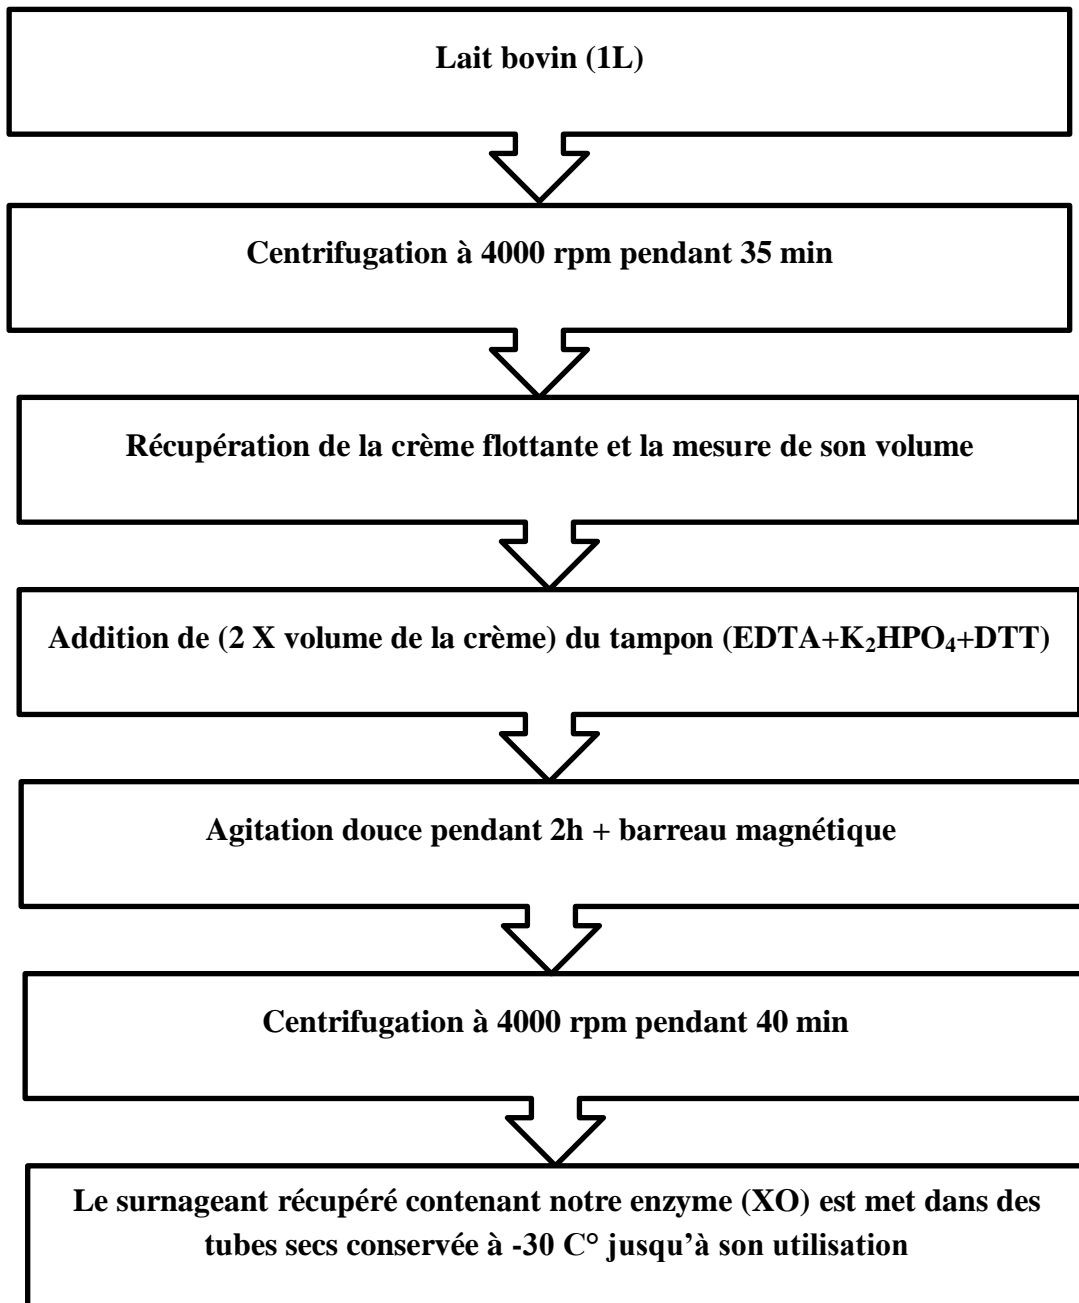 Lait bovin (1L)
Centrifugation à 4000 rpm pendant 35 min
Récupération de la crème flottante et la mesure de son volume
Addition de (2 X volume de la crème) du tampon (EDTA+K₂HPO₄+DTT)
Agitation douce pendant 2h + barreau magnétique
Centrifugation à 4000 rpm pendant 40 min
Le surnageant récupéré contenant notre enzyme (XO) est met dans des
tubes secs conservée à -30 C° jusqu’à son utilisation